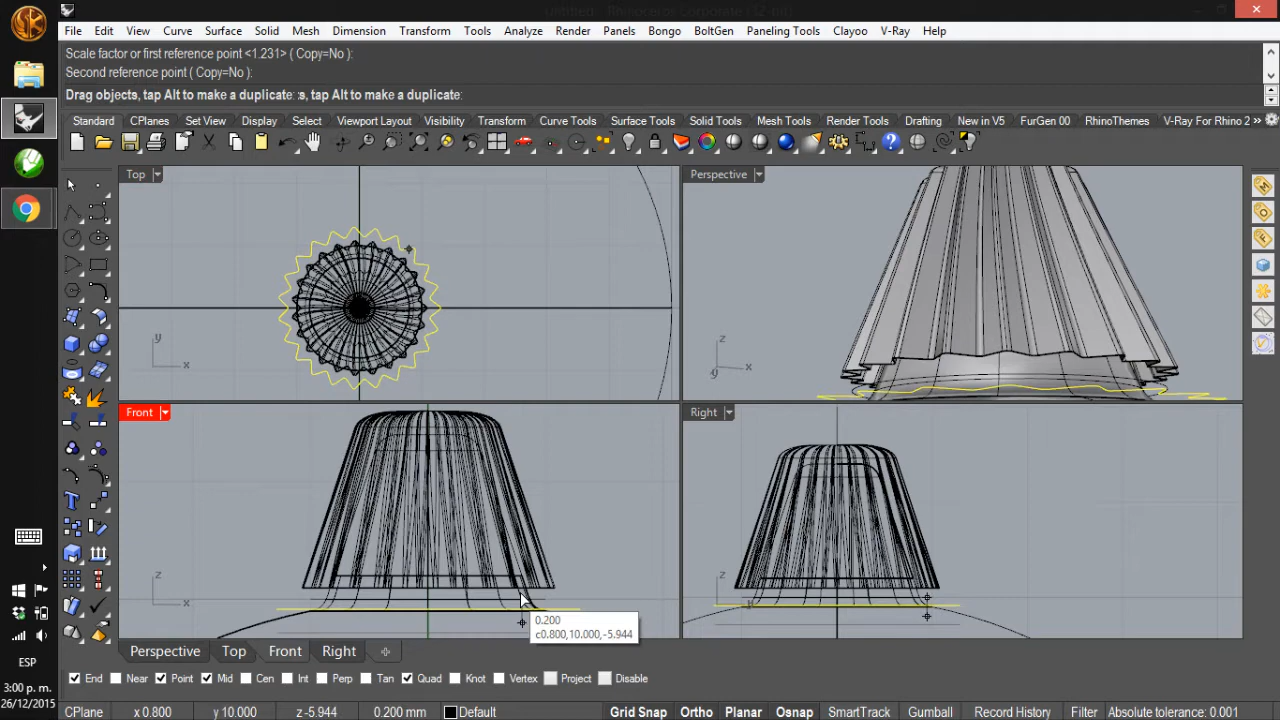 File Edit View Curve Surface Solid Mesh Dimension Transform Tools Analyze Render Panels Bongo BoltGen Paneling Tools Clayoo V-Ray Help
Scale factor or first reference point <1.231> ( Copy=No ):
Second reference point ( Copy=No ):
Drag objects, tap Alt to make a duplicate: :s, tap Alt to make a duplicate:
Standard CPlanes Set View Display Select Viewport Layout Visibility Transform Curve Tools Surface Tools Solid Tools Mesh Tools Render Tools Drafting New in V5 FurGen 00 RhinoThemes V-Ray For Rhino 2 »
Top
Perspective
y
x
z
y
x
Front
Right
z
x
z
y
0.200
c0.800,10.000,-5.944
Perspective Top Front Right
End Near Point Mid Cen Int Perp Tan Quad Knot Vertex Project Disable
CPlane x 0.800 y 10.000 z -5.944 0.200 mm Default Grid Snap Ortho Planar Osnap SmartTrack Gumball Record History Filter Absolute tolerance: 0.001
ESP
3:00 p. m.
26/12/2015